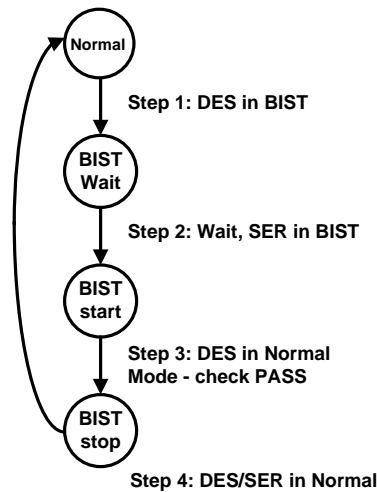 Normal
Step 1: DES in BIST
BIST
Wait
Step 2: Wait, SER in BIST
BIST
start
Step 3: DES in Normal
Mode - check PASS
BIST
stop
Step 4: DES/SER in Normal